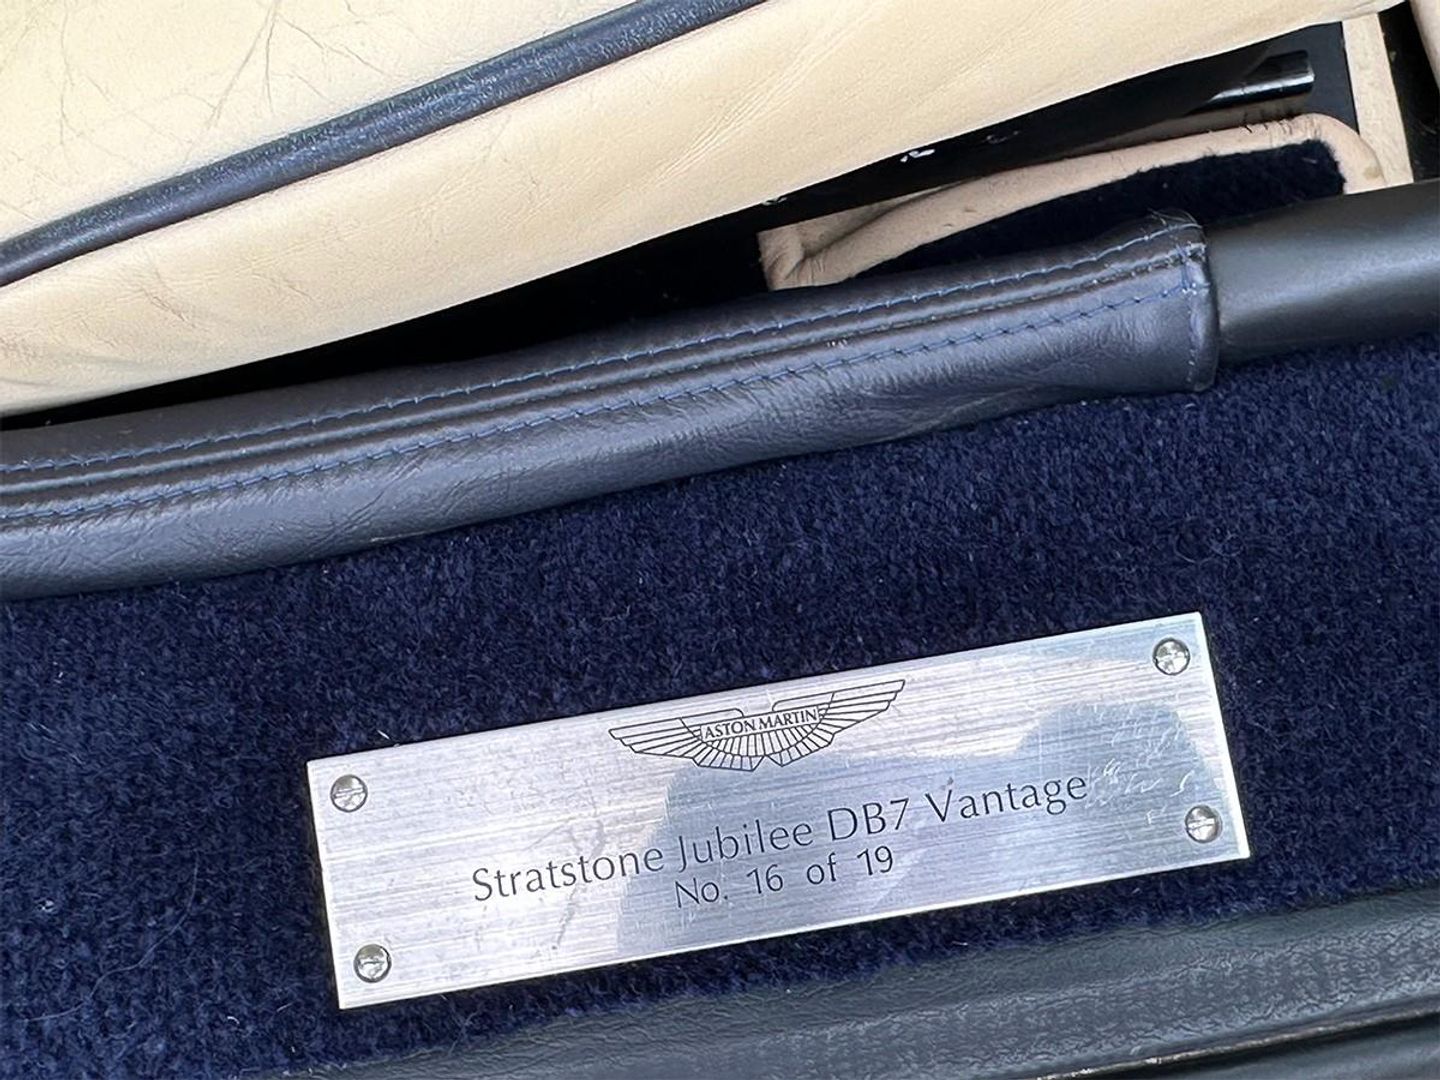 ASTON MARTIN
Stratstone Jubilee DB7 Vantage
No. 16 of 19